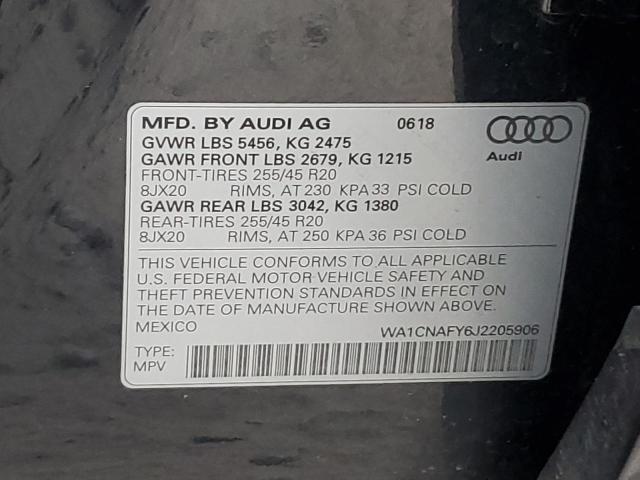 MFD. BY AUDI AG 0618
GVWR LBS 5456, KG 2475
GAWR FRONT LBS 2679, KG 1215 Audi
FRONT-TIRES 255/45 R20
8JX20 RIMS, AT 230 KPA 33 PSI COLD
GAWR REAR LBS 3042, KG 1380
REAR-TIRES 255/45 R20
8JX20 RIMS, AT 250 KPA 36 PSI COLD
THIS VEHICLE CONFORMS TO ALL APPLICABLE
U.S. FEDERAL MOTOR VEHICLE SAFETY AND
THEFT PREVENTION STANDARDS IN EFFECT ON
THE DATE OF MANUFACTURE SHOWN ABOVE.
MEXICO WA1CNAFY6J2205906
TYPE:
MPV